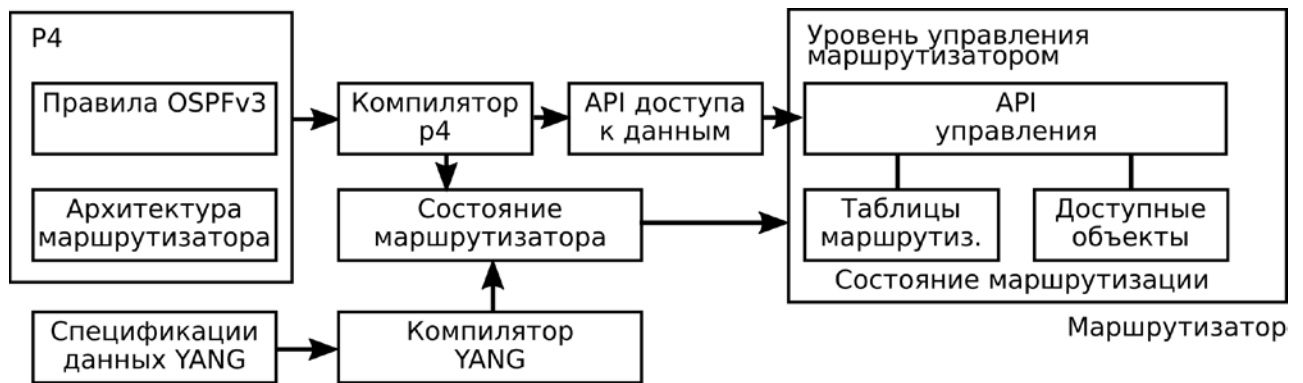 P4
Правила OSPFv3
Архитектура
маршрутизатора
Спецификации
данных YANG
Компилятор
p4
API доступа
к данным
Состояние
маршрутизатора
Компилятор
YANG
Уровень управления
маршрутизатором
API
управления
Таблицы
маршрутиз.
Доступные
объекты
Состояние маршрутизации
Маршрутизатор